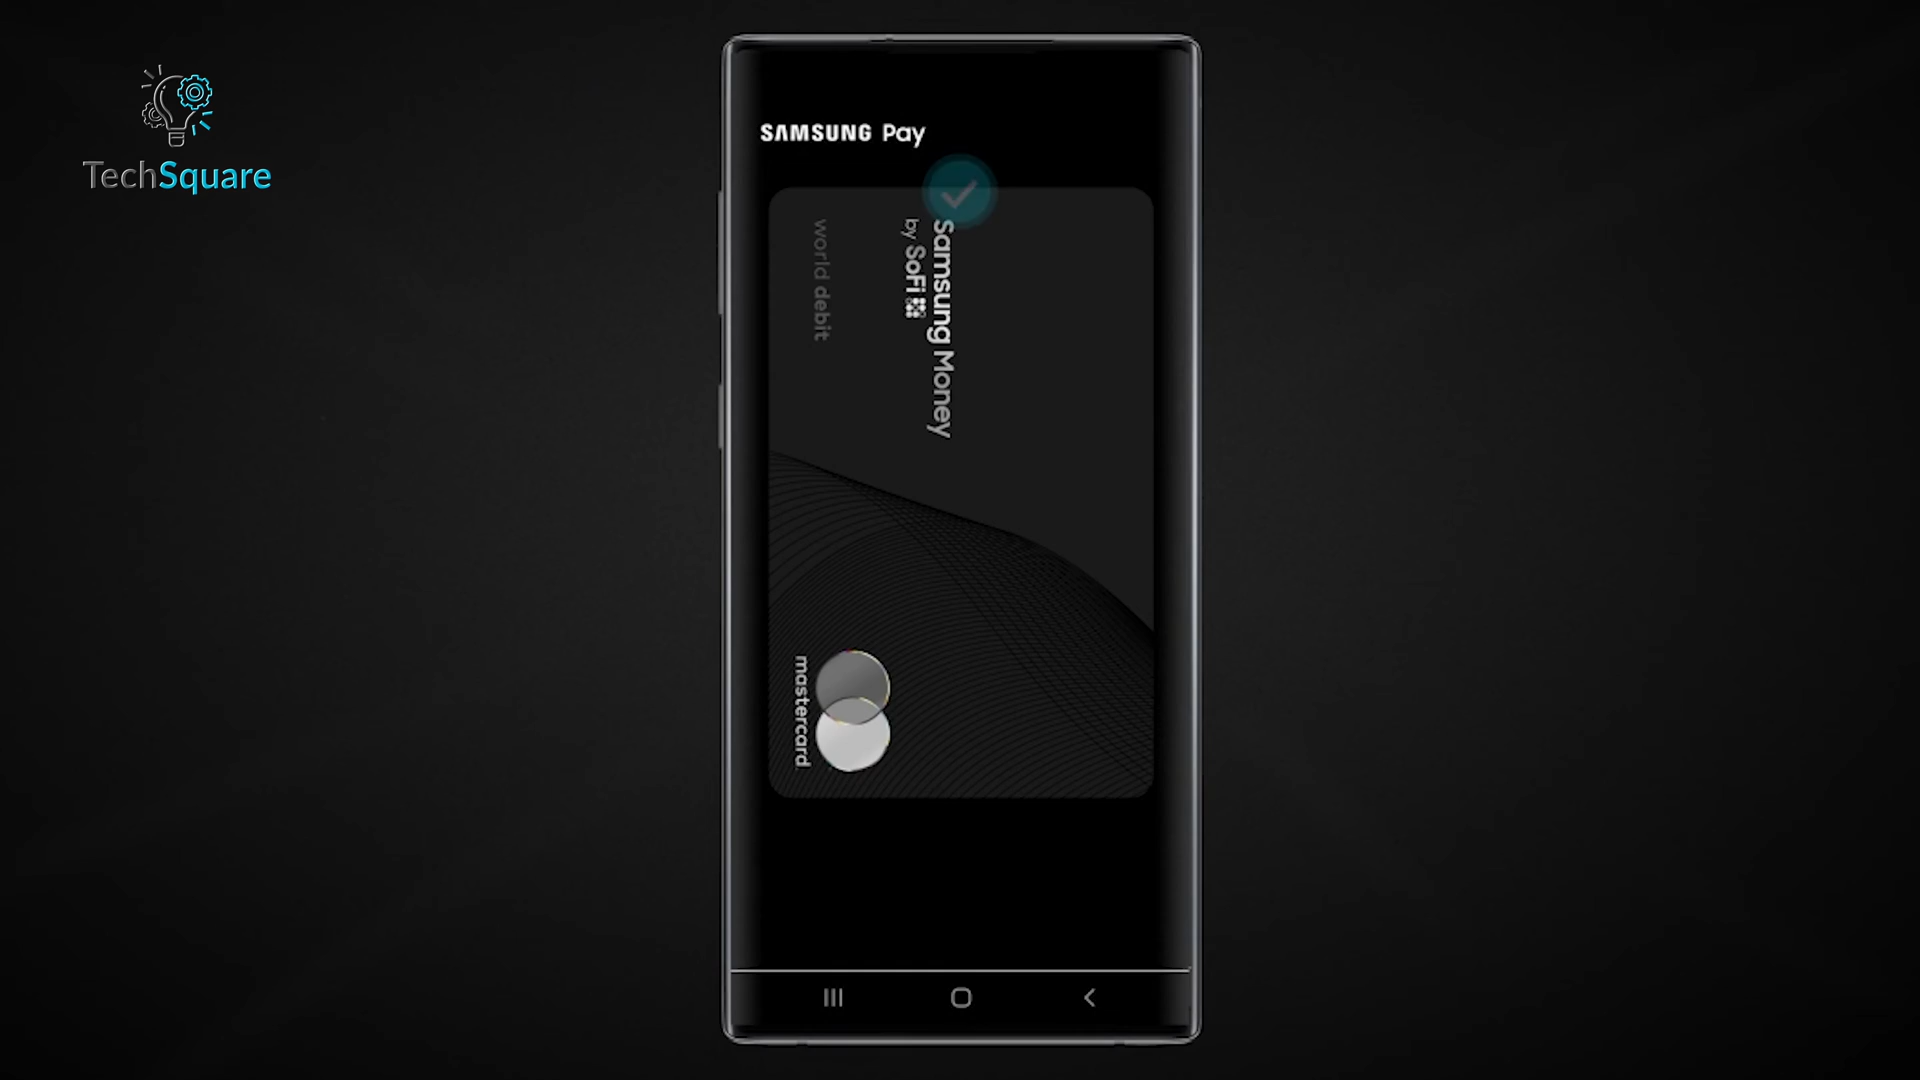 TechSquare
SAMSUNG Pay
Samsung Money
by SoFi
world debit
mastercard